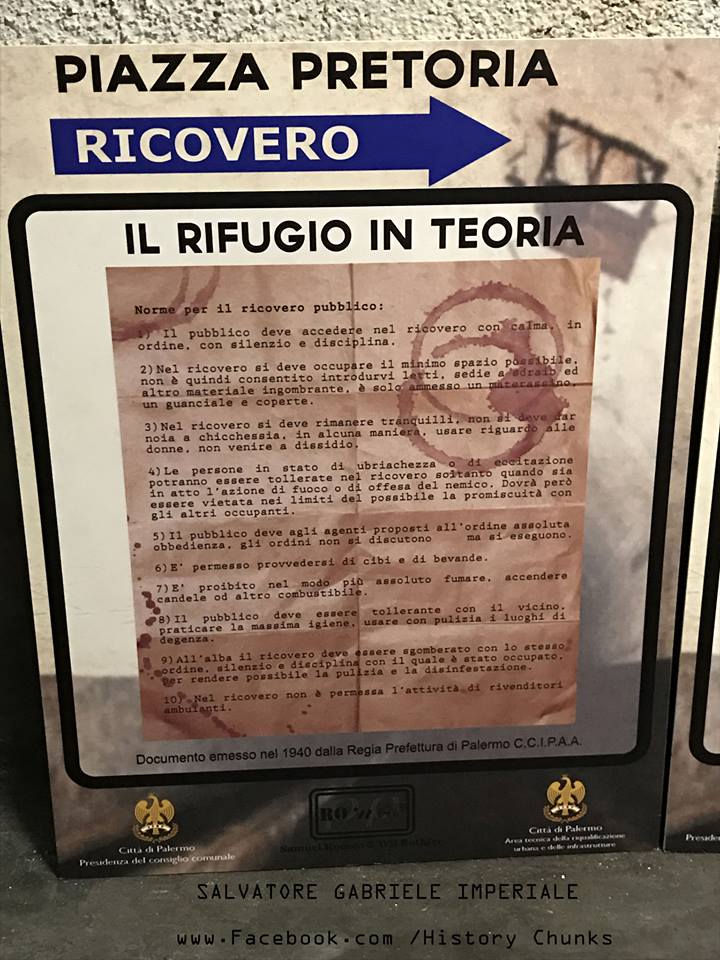 PIAZZA PRETORIA
RICOVERO
IL RIFUGIO IN TEORIA
Norme per il ricovero pubblico:
1) Il pubblico deve accedere nel ricovero con calma, in
ordine, con silenzio e disciplina.
2)Nel ricovero si deve occupare il minimo spazio possibile,
non è quindi consentito introdurvi letti, sedie a sdraio ed
altro materiale ingombrante, è solo ammesso un materassino,
un guanciale e coperte.
3)Nel ricovero si deve rimanere tranquilli, non si deve dar
noia a chicchessia, in alcuna maniera, usare riguardo alle
donne, non venire a dissidio.
4)Le persone in stato di ubriachezza o di eccitazione
potranno essere tollerate nel ricovero soltanto quando sia
in atto l'azione di fuoco o di offesa del nemico. Dovrà però
essere vietata nei limiti del possibile la promiscuità con
gli altri occupanti.
5)Il pubblico deve agli agenti proposti all'ordine assoluta
obbedienza, gli ordini non si discutono ma si eseguono.
6)E' permesso provvedersi di cibi e di bevande.
7)E' proibito nel modo più assoluto fumare, accendere
candele od altro combustibile.
8)Il pubblico deve essere tollerante con il vicino,
praticare la massima igiene, usare con pulizia i luoghi di
degenza.
9)All'alba il ricovero deve essere sgomberato con lo stesso
ordine, silenzio e disciplina con il quale è stato occupato,
per rendere possibile la pulizia e la disinfestazione.
10) Nel ricovero non è permessa l'attività di rivenditori
ambulanti.
Documento emesso nel 1940 dalla Regia Prefettura di Palermo C.C.I.P.A.A.
Città di Palermo
Presidenza del consiglio comunale
Città di Palermo
Area tecnica della riqualificazione
urbana e delle infrastrutture
SALVATORE GABRIELE IMPERIALE
www.Facebook.com /History Chunks